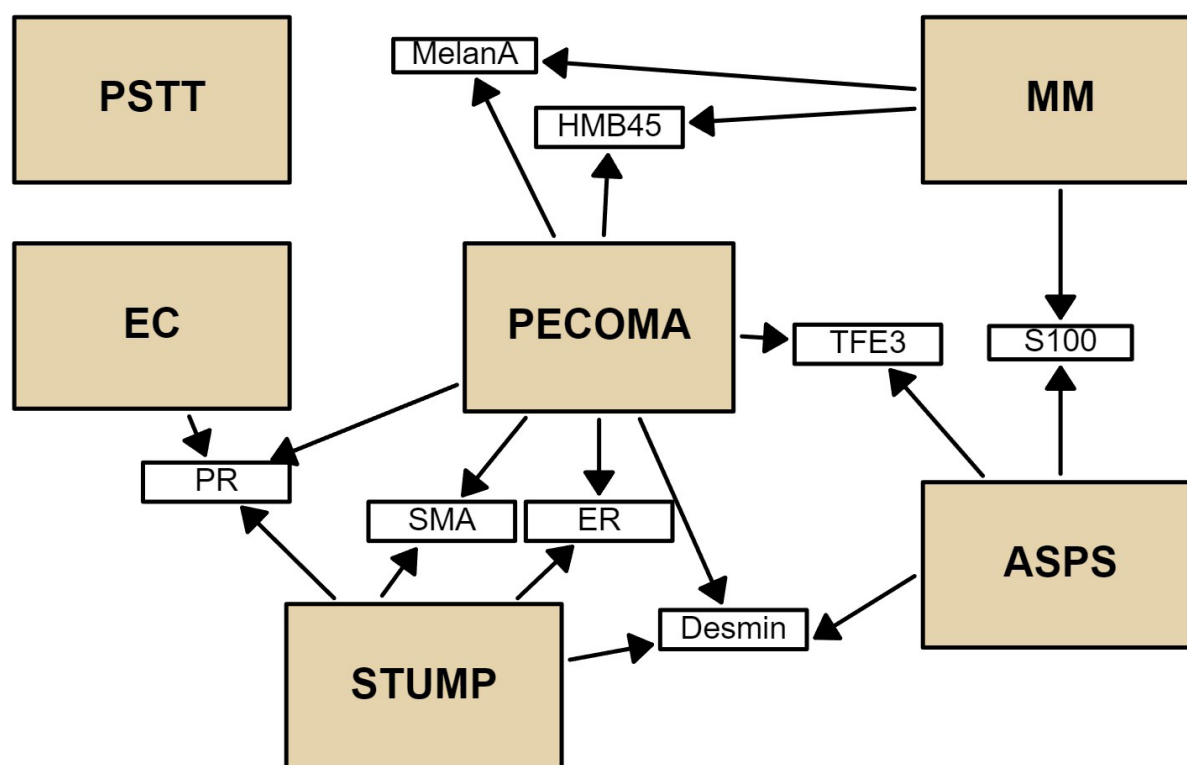 MelanA
PSTT
MM
HMB45
EC
PECOMA
TFE3
S100
PR
SMA
ER
ASPS
Desmin
STUMP